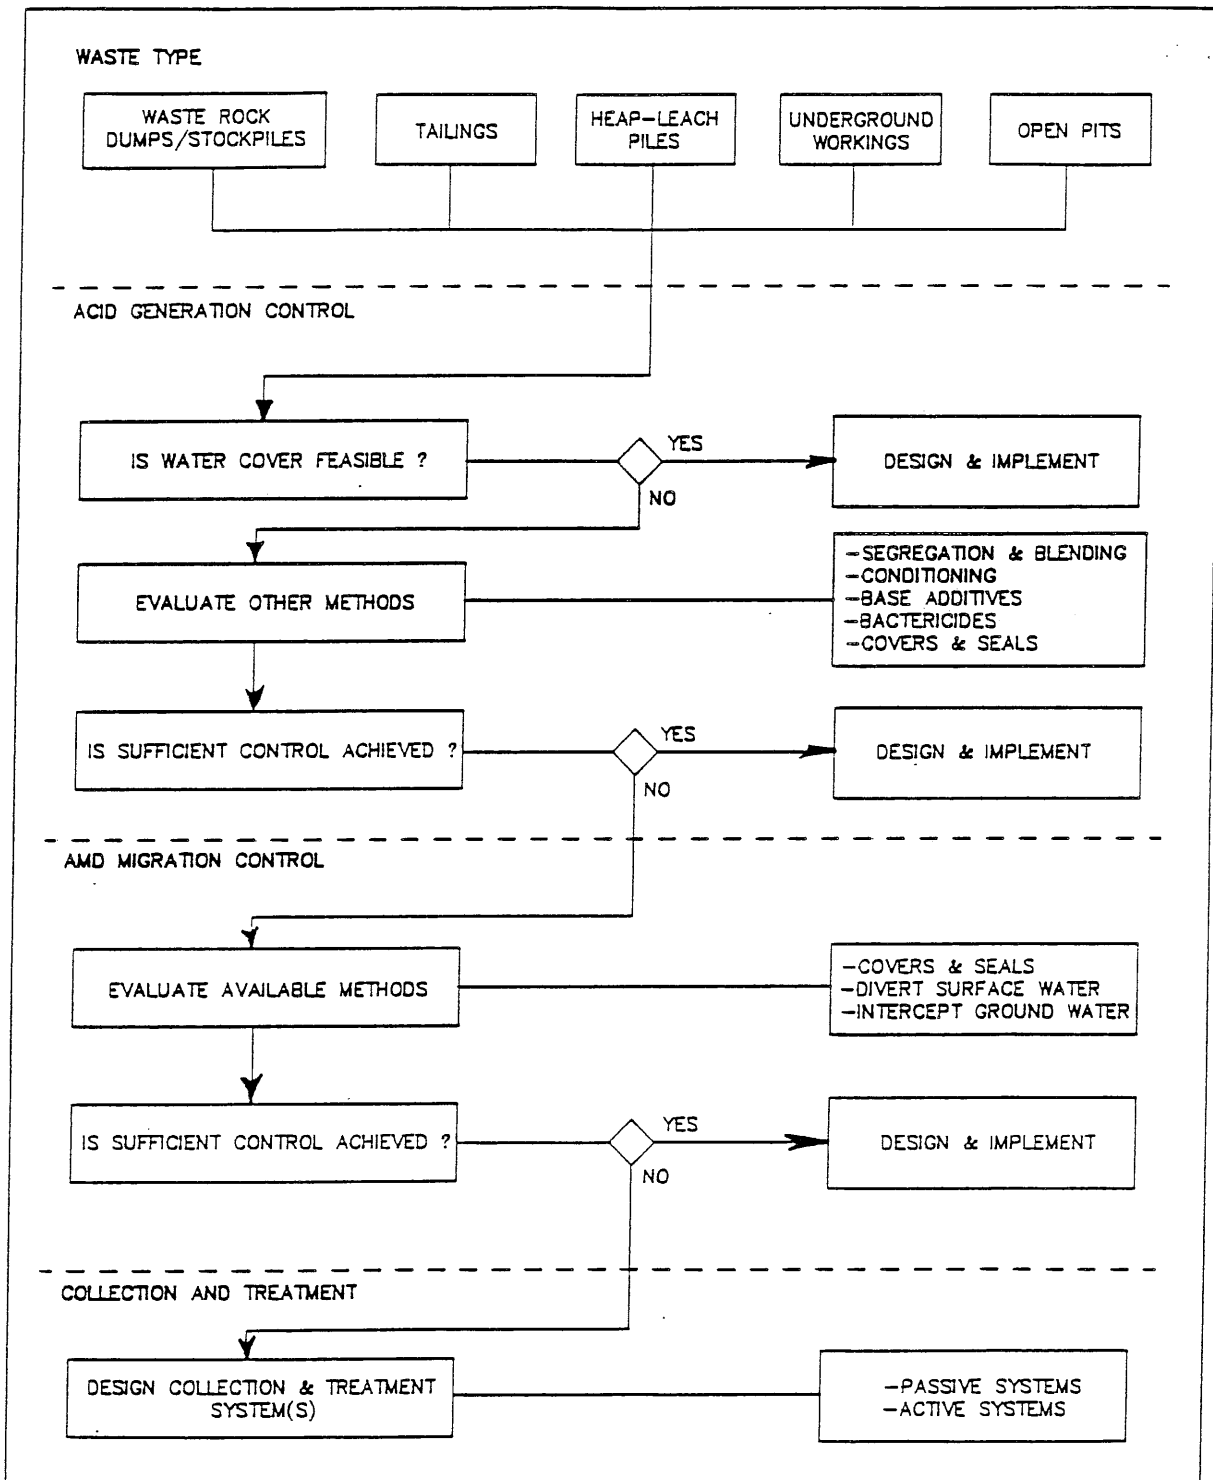 WASTE TYPE
WASTE ROCK
DUMPS/STOCKPILES
TAILINGS
HEAP-LEACH
PILES
UNDERGROUND
WORKINGS
OPEN PITS
ACID GENERATION CONTROL
IS WATER COVER FEASIBLE ?
YES
NO
DESIGN & IMPLEMENT
EVALUATE OTHER METHODS
-SEGREGATION & BLENDING
-CONDITIONING
-BASE ADDITIVES
-BACTERICIDES
-COVERS & SEALS
IS SUFFICIENT CONTROL ACHIEVED ?
YES
NO
DESIGN & IMPLEMENT
AMD MIGRATION CONTROL
EVALUATE AVAILABLE METHODS
-COVERS & SEALS
-DIVERT SURFACE WATER
-INTERCEPT GROUND WATER
IS SUFFICIENT CONTROL ACHIEVED ?
YES
NO
DESIGN & IMPLEMENT
COLLECTION AND TREATMENT
DESIGN COLLECTION & TREATMENT
SYSTEM(S)
-PASSIVE SYSTEMS
-ACTIVE SYSTEMS